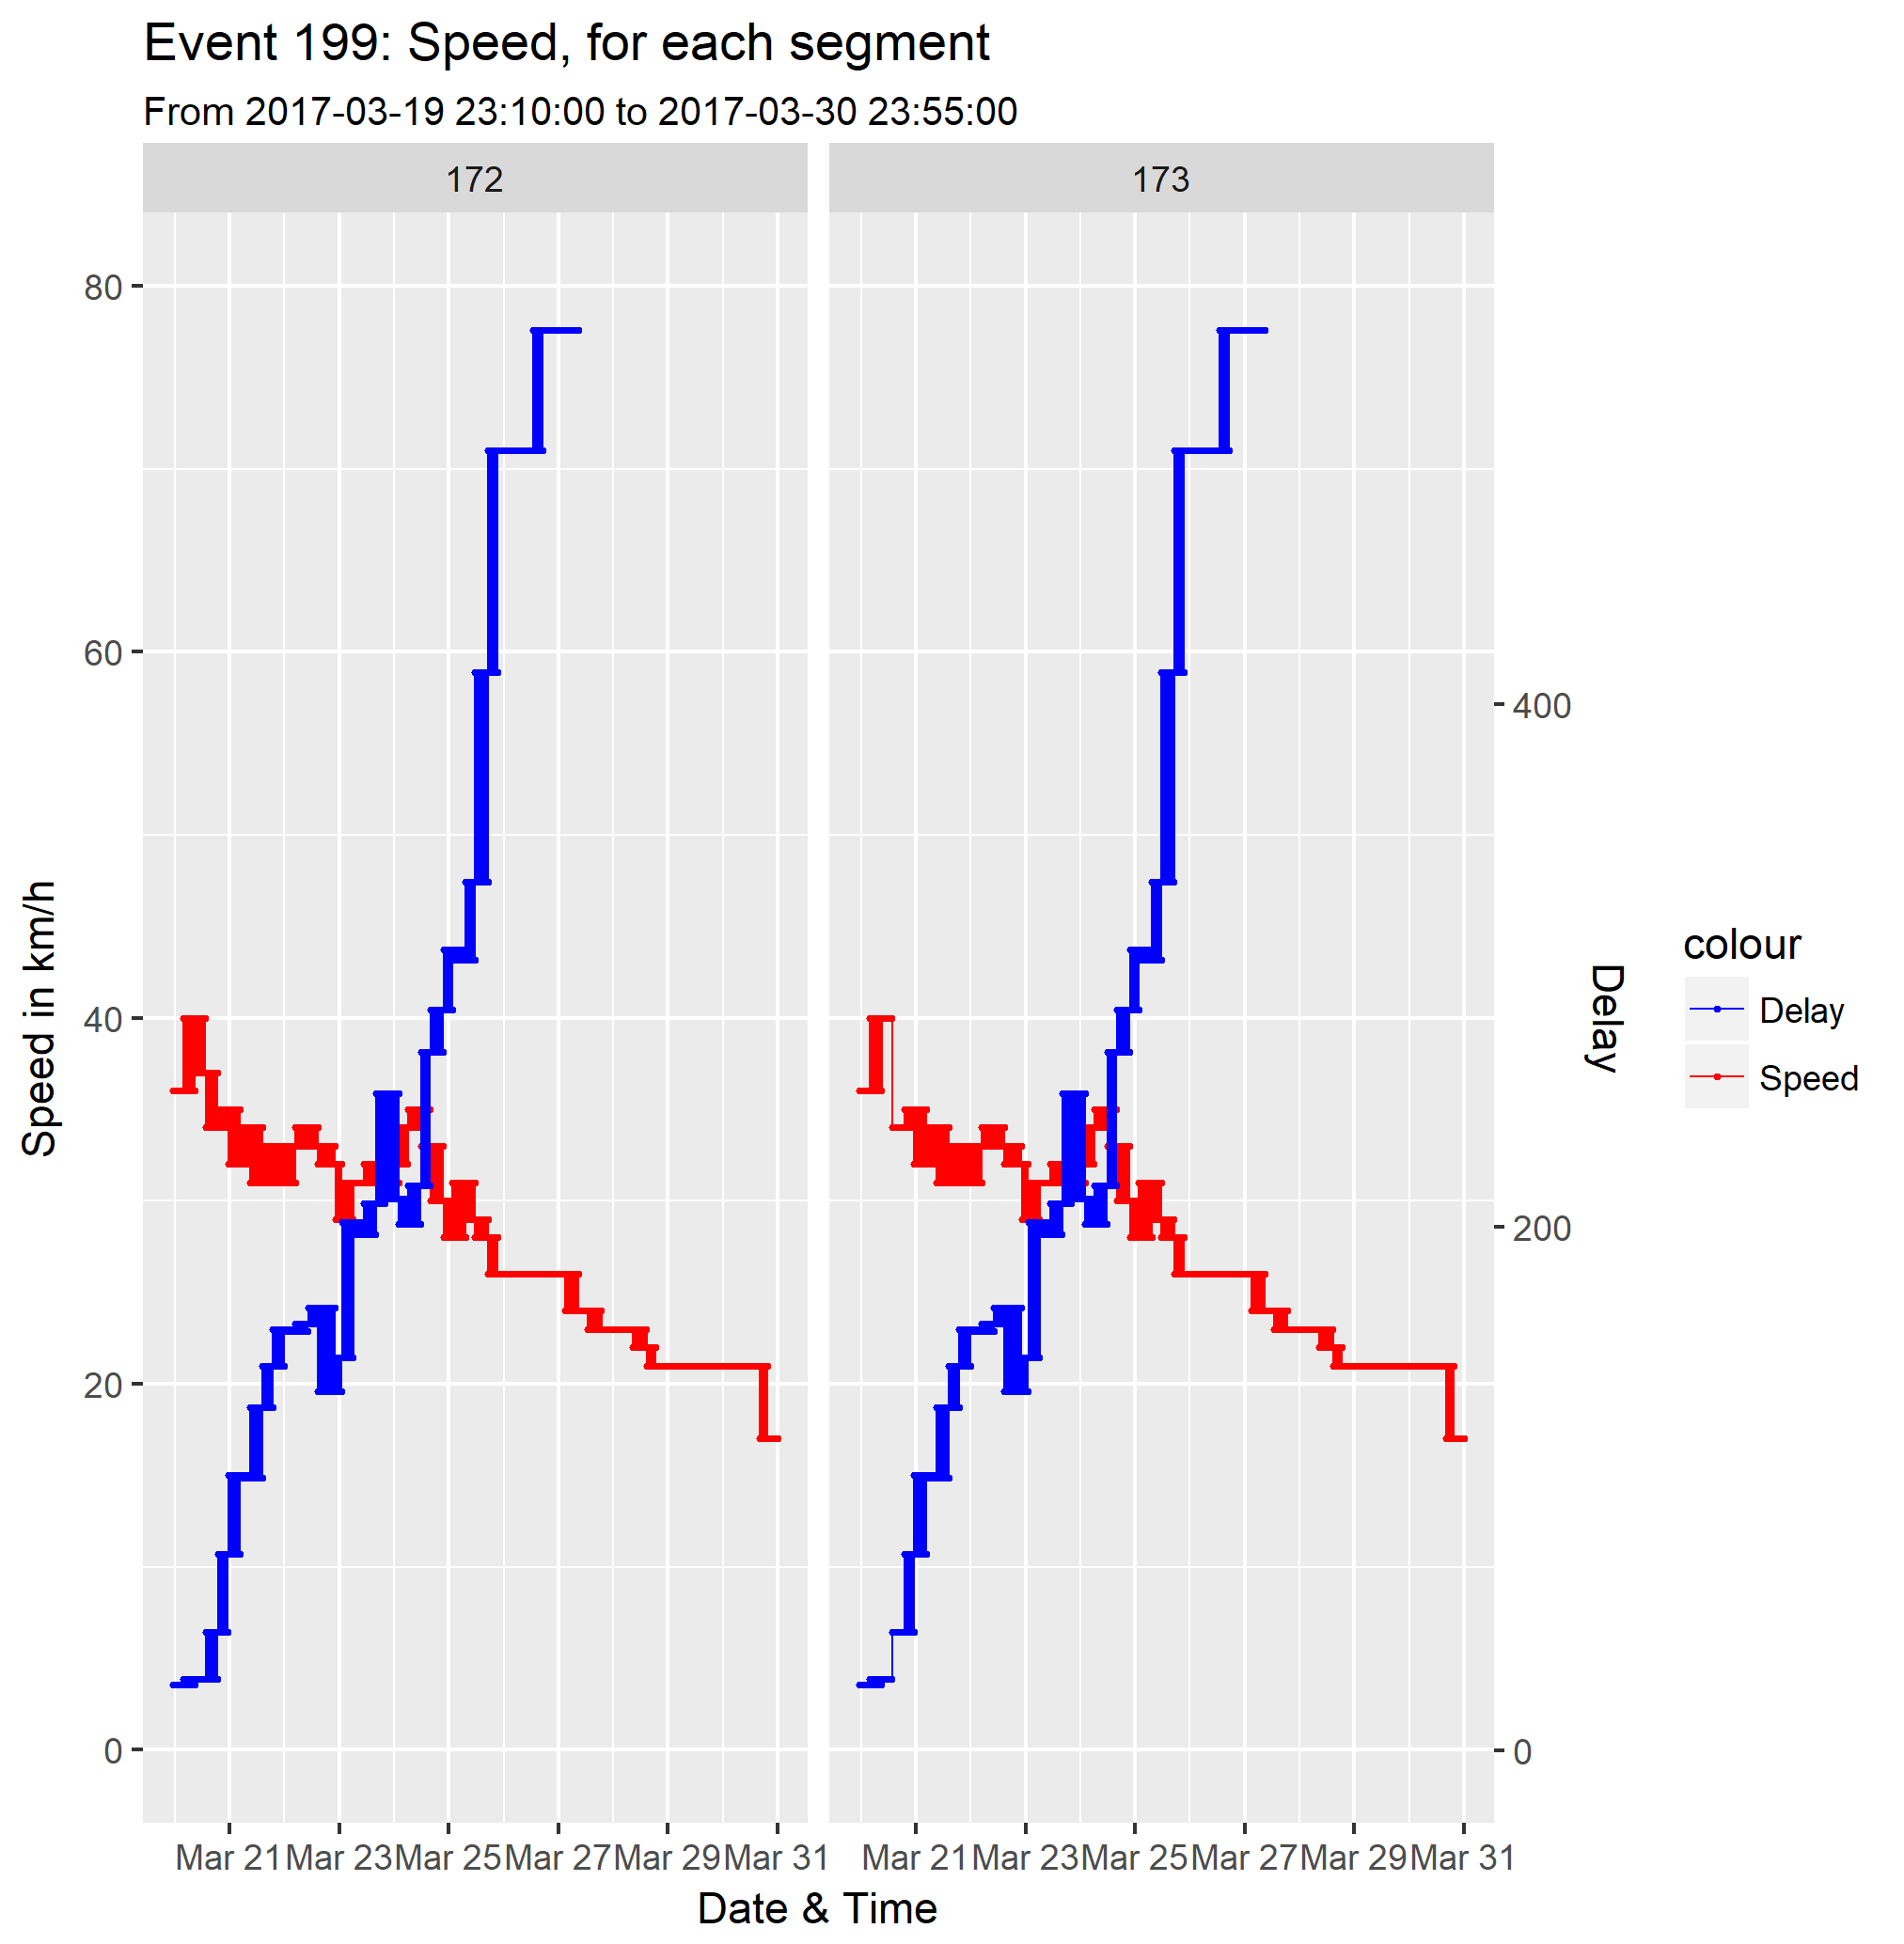 Event 199: Speed, for each segment
From 2017-03-19 23:10:00 to 2017-03-30 23:55:00
172
173
80
60
40
20
0
Speed in km/h
400
200
0
Delay
colour
Delay
Speed
Mar 21 Mar 23 Mar 25 Mar 27 Mar 29 Mar 31
Mar 21 Mar 23 Mar 25 Mar 27 Mar 29 Mar 31
Date & Time